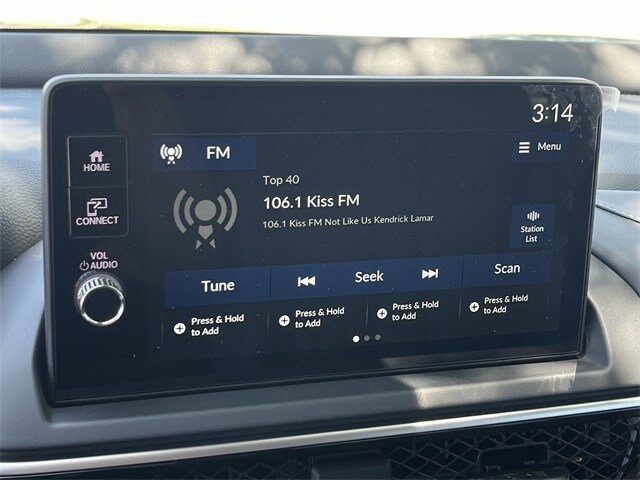 3:14
HOME
FM
Menu
Top 40
106.1 Kiss FM
106.1 Kiss FM Not Like Us Kendrick Lamar
CONNECT
Station
List
VOL
AUDIO
Tune
Seek
Scan
Press & Hold
to Add
Press & Hold
to Add
Press & Hold
to Add
Press & Hold
to Add